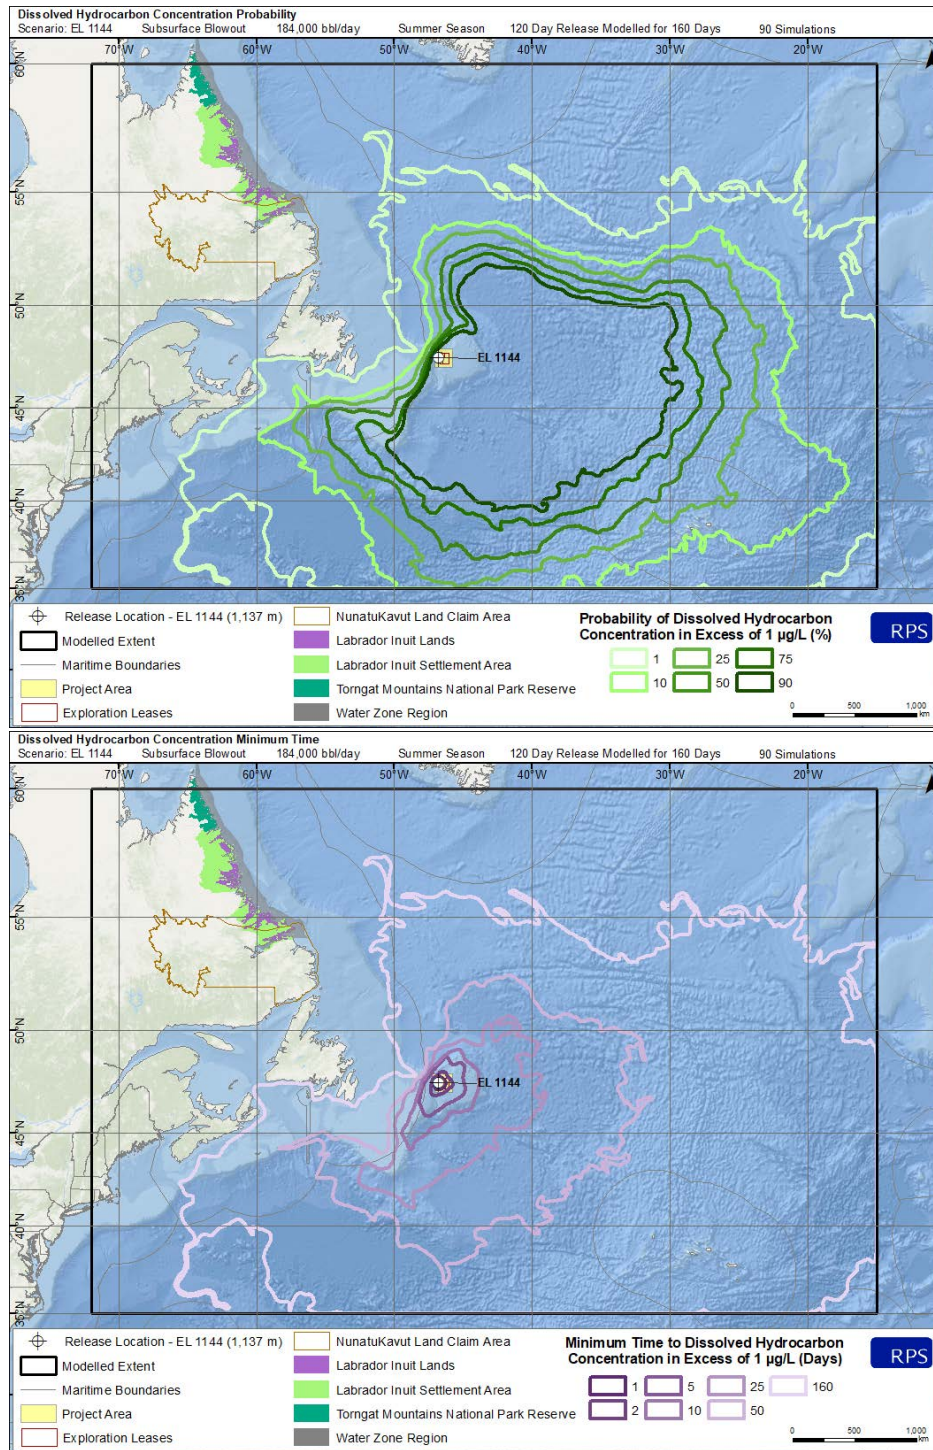 Dissolved Hydrocarbon Concentration Probability
Scenario: EL 1144 Subsurface Blowout 184,000 bbl/day Summer Season 120 Day Release Modelled for 160 Days 90 Simulations
70°W 60°W 50°W 40°W 30°W 20°W
60°N
55°N
50°N
EL 1144
45°N
40°N
35°N
Release Location - EL 1144 (1,137 m)
Modelled Extent
Maritime Boundaries
Project Area
Exploration Leases
NunatuKavut Land Claim Area
Labrador Inuit Lands
Labrador Inuit Settlement Area
Torngat Mountains National Park Reserve
Water Zone Region
Probability of Dissolved Hydrocarbon
Concentration in Excess of 1 µg/L (%)
1 25 75
10 50 90
RPS
0 500 1,000
km
Dissolved Hydrocarbon Concentration Minimum Time
Scenario: EL 1144 Subsurface Blowout 184,000 bbl/day Summer Season 120 Day Release Modelled for 160 Days 90 Simulations
70°W 60°W 50°W 40°W 30°W 20°W
60°N
55°N
50°N
EL 1144
45°N
40°N
35°N
Release Location - EL 1144 (1,137 m)
Modelled Extent
Maritime Boundaries
Project Area
Exploration Leases
NunatuKavut Land Claim Area
Labrador Inuit Lands
Labrador Inuit Settlement Area
Torngat Mountains National Park Reserve
Water Zone Region
Minimum Time to Dissolved Hydrocarbon
Concentration in Excess of 1 µg/L (Days)
1 5 25 160
2 10 50
RPS
0 500 1,000
km